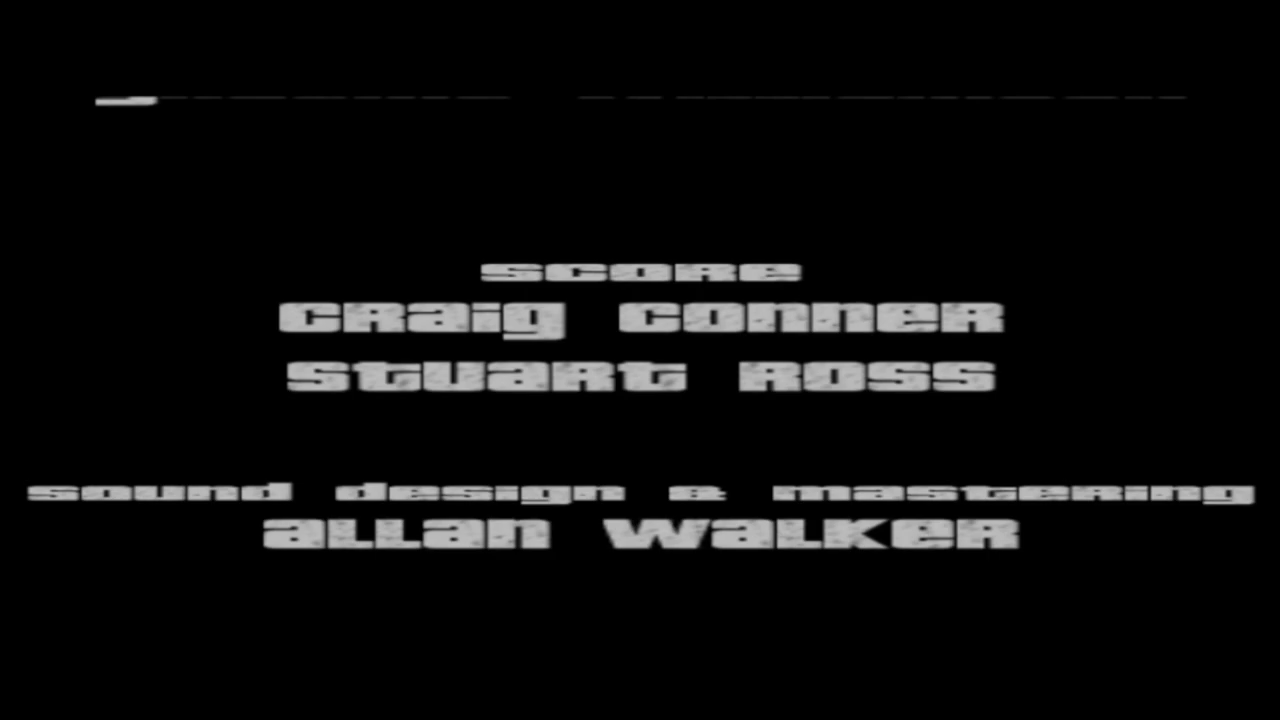 score
craig conner
stuart ross
sound design & mastering
allan walker